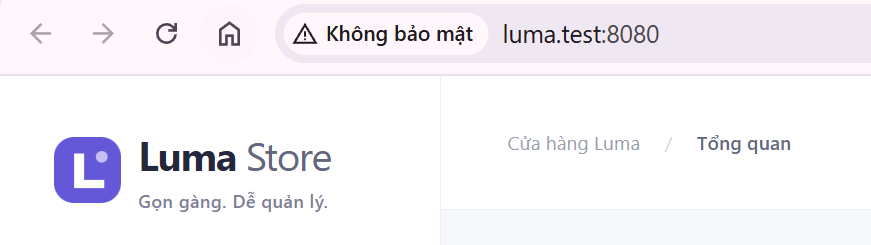 Không bảo mật luma.test:8080
Luma Store
Gọn gàng. Dễ quản lý.
Cửa hàng Luma / Tổng quan